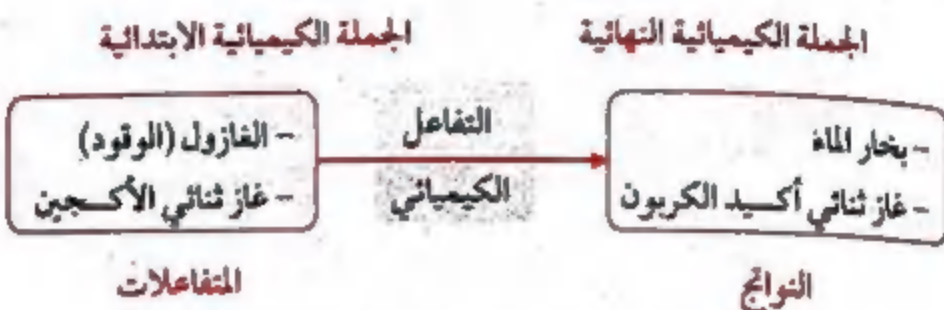 الجملة الكيميائية الابتدائية
الجملة الكيميائية النهائية
- الغازول (الوقود)
- غاز ثنائي الأكسجين
التفاعل
الكيميائي
- بخار الماء
- غاز ثنائي أكسيد الكربون
المتفاعلات
النواتج